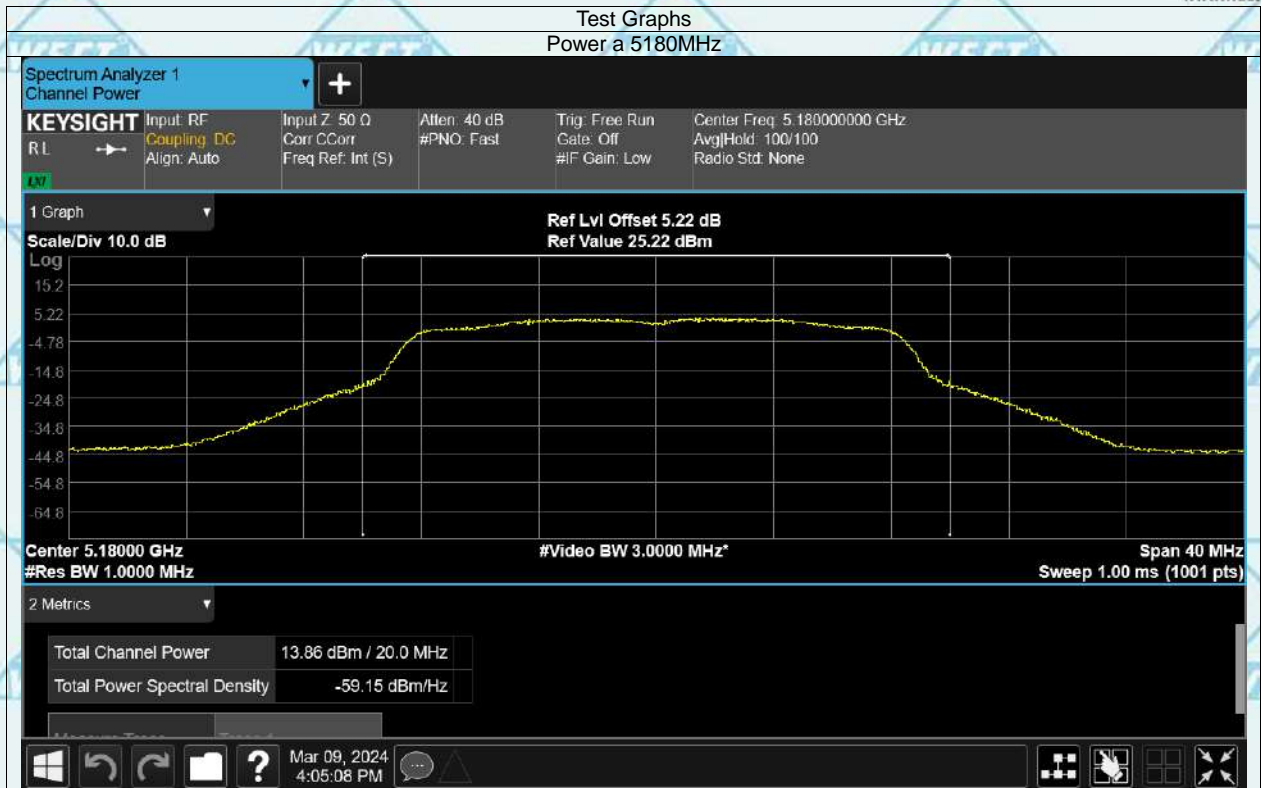 Test Graphs
Power a 5180MHz
Spectrum Analyzer 1
Channel Power
KEYSIGHT
RL
LXI
Input: RF
Coupling: DC
Align: Auto
Input Z: 50 Ω
Corr CCorr
Freq Ref: Int (S)
Atten: 40 dB
#PNO: Fast
Trig: Free Run
Gate: Off
#IF Gain: Low
Center Freq: 5.180000000 GHz
Avg|Hold: 100/100
Radio Std: None
1 Graph
Scale/Div 10.0 dB
Ref Lvl Offset 5.22 dB
Ref Value 25.22 dBm
Log
15.2
5.22
-4.78
-14.8
-24.8
-34.8
-44.8
-54.8
-64.8
Center 5.18000 GHz
#Res BW 1.0000 MHz
#Video BW 3.0000 MHz*
Span 40 MHz
Sweep 1.00 ms (1001 pts)
2 Metrics
Total Channel Power 13.86 dBm / 20.0 MHz
Total Power Spectral Density -59.15 dBm/Hz
Mar 09, 2024
4:05:08 PM